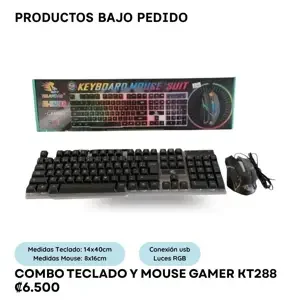 PRODUCTOS BAJO PEDIDO
KEYBOARD MOUSE SUIT
Medidas Teclado: 14x40cm
Medidas Mouse: 8x16cm
Conexión usb
Luces RGB
COMBO TECLADO Y MOUSE GAMER KT288
₡6.500